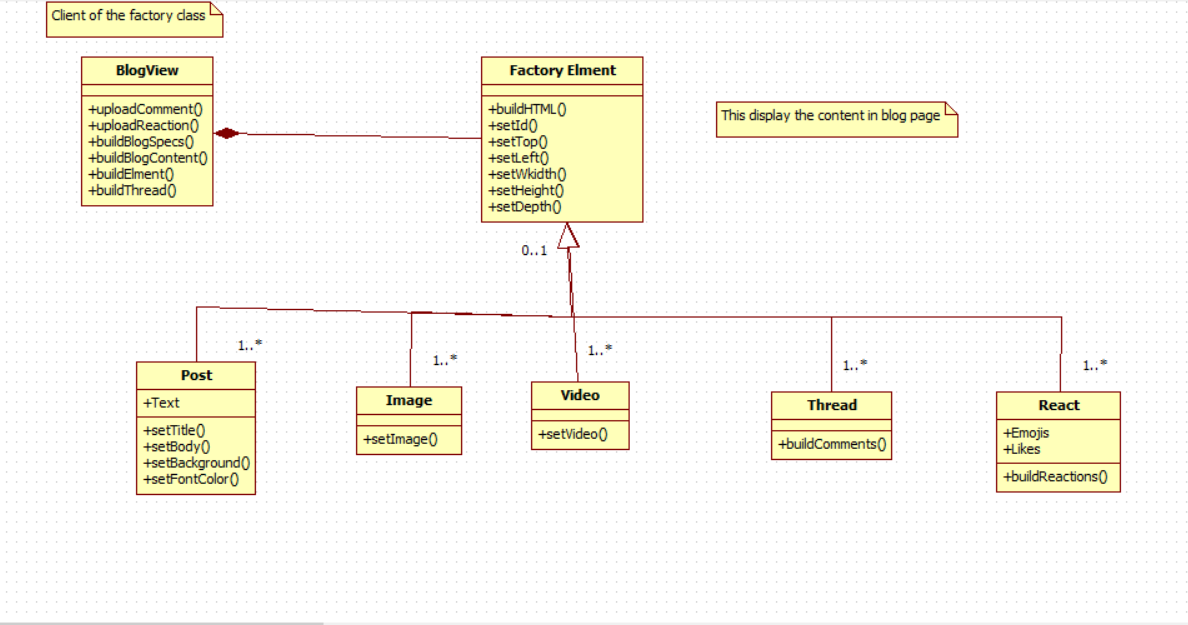 Client of the factory class
BlogView
+uploadComment()
+uploadReaction()
+buildBlogSpecs()
+buildBlogContent()
+buildElment()
+buildThread()
Factory Elment
+buildHTML()
+setId()
+setTop()
+setLeft()
+setWkidth()
+setHeight()
+setDepth()
This display the content in blog page
0..1
1..*
1..*
1..*
1..*
1..*
Post
+Text
+setTitle()
+setBody()
+setBackground()
+setFontColor()
Image
+setImage()
Video
+setVideo()
Thread
+buildComments()
React
+Emojis
+Likes
+buildReactions()